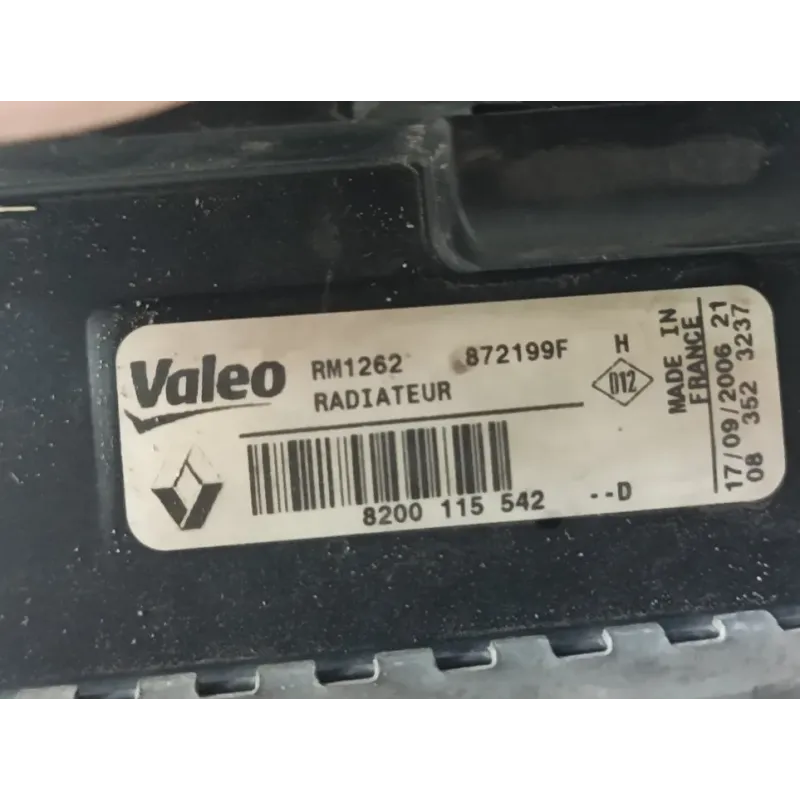 Valeo
RM1262 872199F H
RADIATEUR D12
8200 115 542 --D
MADE IN
FRANCE
17/09/2006 21
08 352 3237